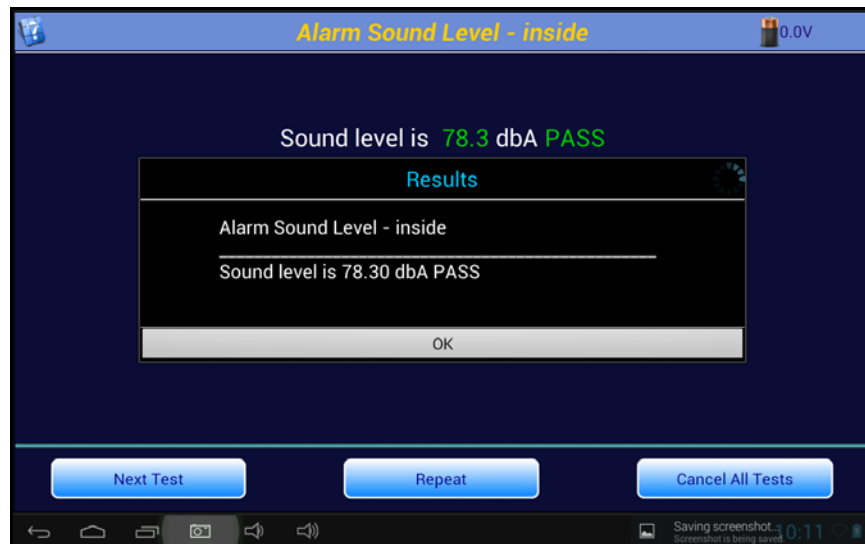 Alarm Sound Level - inside
0.0V
Sound level is 78.3 dbA PASS
Results
Alarm Sound Level - inside
Sound level is 78.30 dbA PASS
OK
Next Test
Repeat
Cancel All Tests
Saving screenshot...
Screenshot is being saved.
10:11